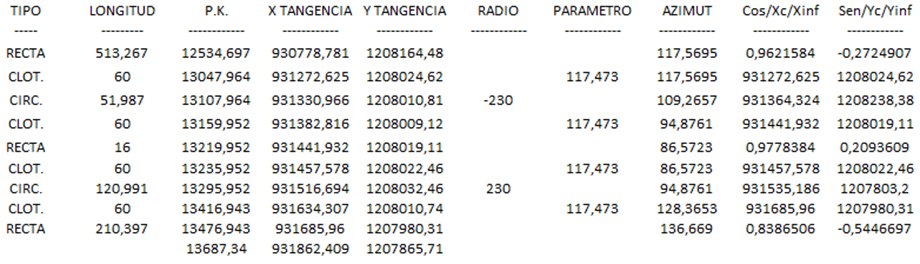 TIPO LONGITUD P.K. X TANGENCIA Y TANGENCIA RADIO PARAMETRO AZIMUT Cos/Xc/Xinf Sen/Yc/Yinf
----- --------- ------------ ------------ ------------ ------------ ------------ ------------ ------------ ------------
RECTA 513,267 12534,697 930778,781 1208164,48 117,5695 0,9621584 -0,2724907
CLOT. 60 13047,964 931272,625 1208024,62 117,473 117,5695 931272,625 1208024,62
CIRC. 51,987 13107,964 931330,966 1208010,81 -230 109,2657 931364,324 1208238,38
CLOT. 60 13159,952 931382,816 1208009,12 117,473 94,8761 931441,932 1208019,11
RECTA 16 13219,952 931441,932 1208019,11 86,5723 0,9778384 0,2093609
CLOT. 60 13235,952 931457,578 1208022,46 117,473 86,5723 931457,578 1208022,46
CIRC. 120,991 13295,952 931516,694 1208032,46 230 94,8761 931535,186 1207803,2
CLOT. 60 13416,943 931634,307 1208010,74 117,473 128,3653 931685,96 1207980,31
RECTA 210,397 13476,943 931685,96 1207980,31 136,669 0,8386506 -0,5446697
13687,34 931862,409 1207865,71